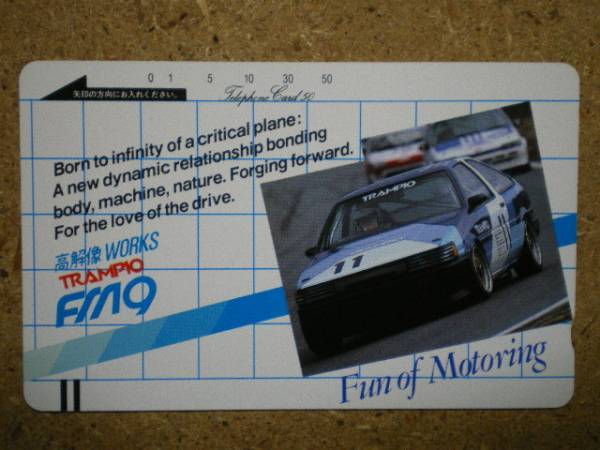 0 1 5 10 30 50
矢印の方向にお入れください。
Telephone Card 50
Born to infinity of a critical plane:
A new dynamic relationship bonding
body, machine, nature. Forging forward.
For the love of the drive.
高解像 WORKS
TRAMPIO
FM9
TRAMPIO
11
11
Fun of Motoring